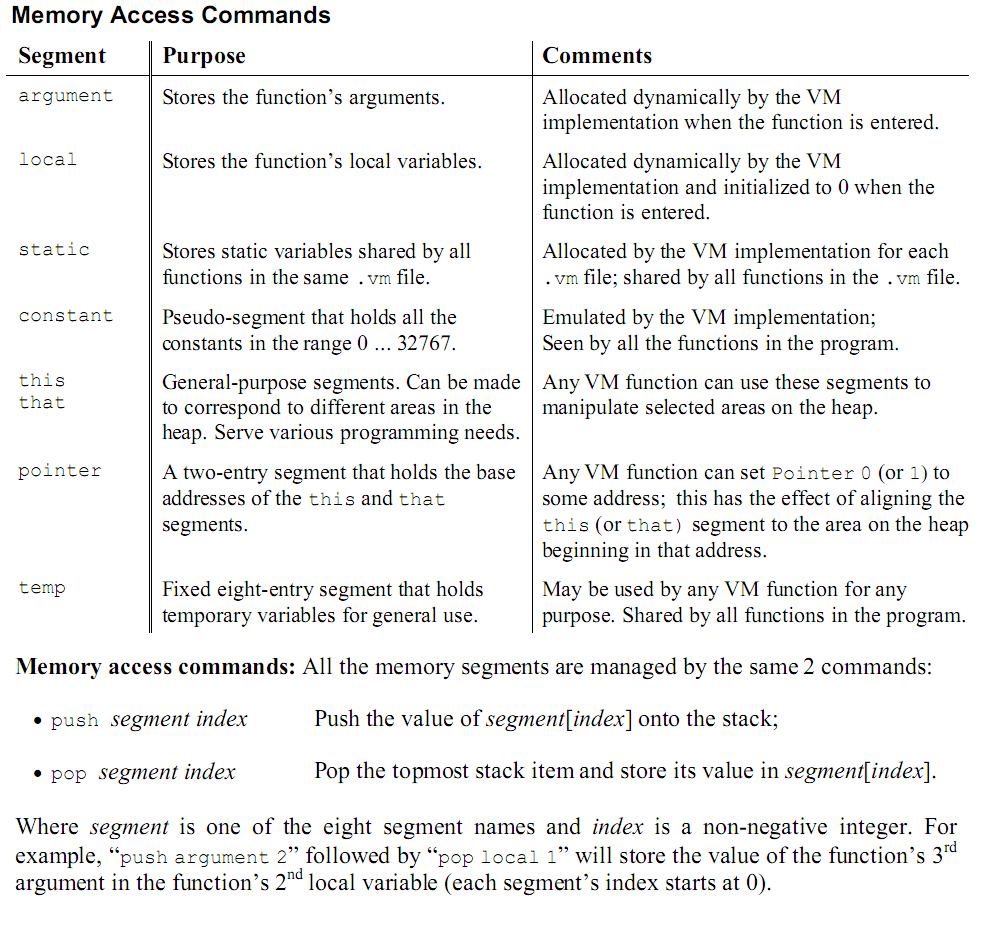 Memory Access Commands
Segment Purpose Comments
argument Stores the function’s arguments. Allocated dynamically by the VM
implementation when the function is entered.
local Stores the function’s local variables. Allocated dynamically by the VM
implementation and initialized to 0 when the
function is entered.
static Stores static variables shared by all Allocated by the VM implementation for each
functions in the same .vm file. .vm file; shared by all functions in the .vm file.
constant Pseudo-segment that holds all the Emulated by the VM implementation;
constants in the range 0 ... 32767. Seen by all the functions in the program.
this General-purpose segments. Can be made Any VM function can use these segments to
that to correspond to different areas in the manipulate selected areas on the heap.
heap. Serve various programming needs.
pointer A two-entry segment that holds the base Any VM function can set Pointer 0 (or 1) to
addresses of the this and that some address; this has the effect of aligning the
segments. this (or that) segment to the area on the heap
beginning in that address.
temp Fixed eight-entry segment that holds May be used by any VM function for any
temporary variables for general use. purpose. Shared by all functions in the program.
Memory access commands: All the memory segments are managed by the same 2 commands:
• push segment index Push the value of segment[index] onto the stack;
• pop segment index Pop the topmost stack item and store its value in segment[index].
Where segment is one of the eight segment names and index is a non-negative integer. For
example, “push argument 2” followed by “pop local 1” will store the value of the function’s 3rd
argument in the function’s 2nd local variable (each segment’s index starts at 0).